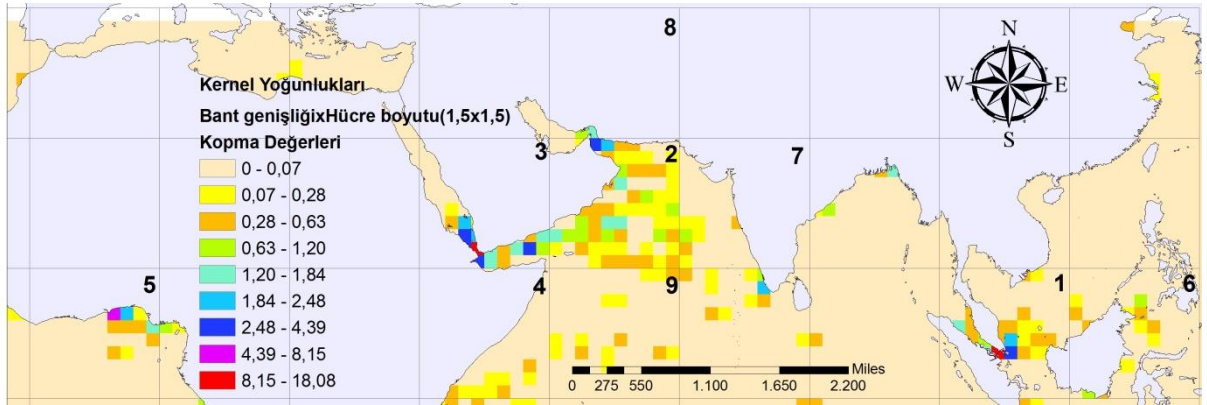 8
N
W E
S
Kernel Yoğunlukları
Bant genişliğixHücre boyutu(1,5x1,5)
Kopma Değerleri
0 - 0,07
0,07 - 0,28
0,28 - 0,63
0,63 - 1,20
1,20 - 1,84
1,84 - 2,48
2,48 - 4,39
4,39 - 8,15
8,15 - 18,08
3
2
7
5
4
9
1
6
Miles
0 275 550 1.100 1.650 2.200